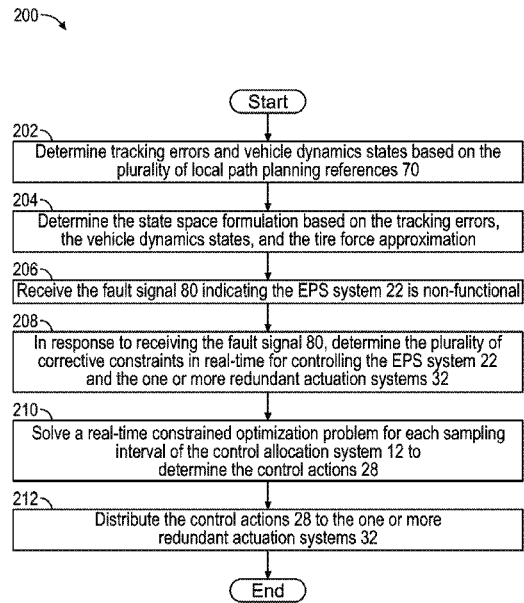 200
Start
202
Determine tracking errors and vehicle dynamics states based on the
plurality of local path planning references 70
204
Determine the state space formulation based on the tracking errors,
the vehicle dynamics states, and the tire force approximation
206
Receive the fault signal 80 indicating the EPS system 22 is non-functional
208
In response to receiving the fault signal 80, determine the plurality of
corrective constraints in real-time for controlling the EPS system 22
and the one or more redundant actuation systems 32
210
Solve a real-time constrained optimization problem for each sampling
interval of the control allocation system 12 to
determine the control actions 28
212
Distribute the control actions 28 to the one or more
redundant actuation systems 32
End